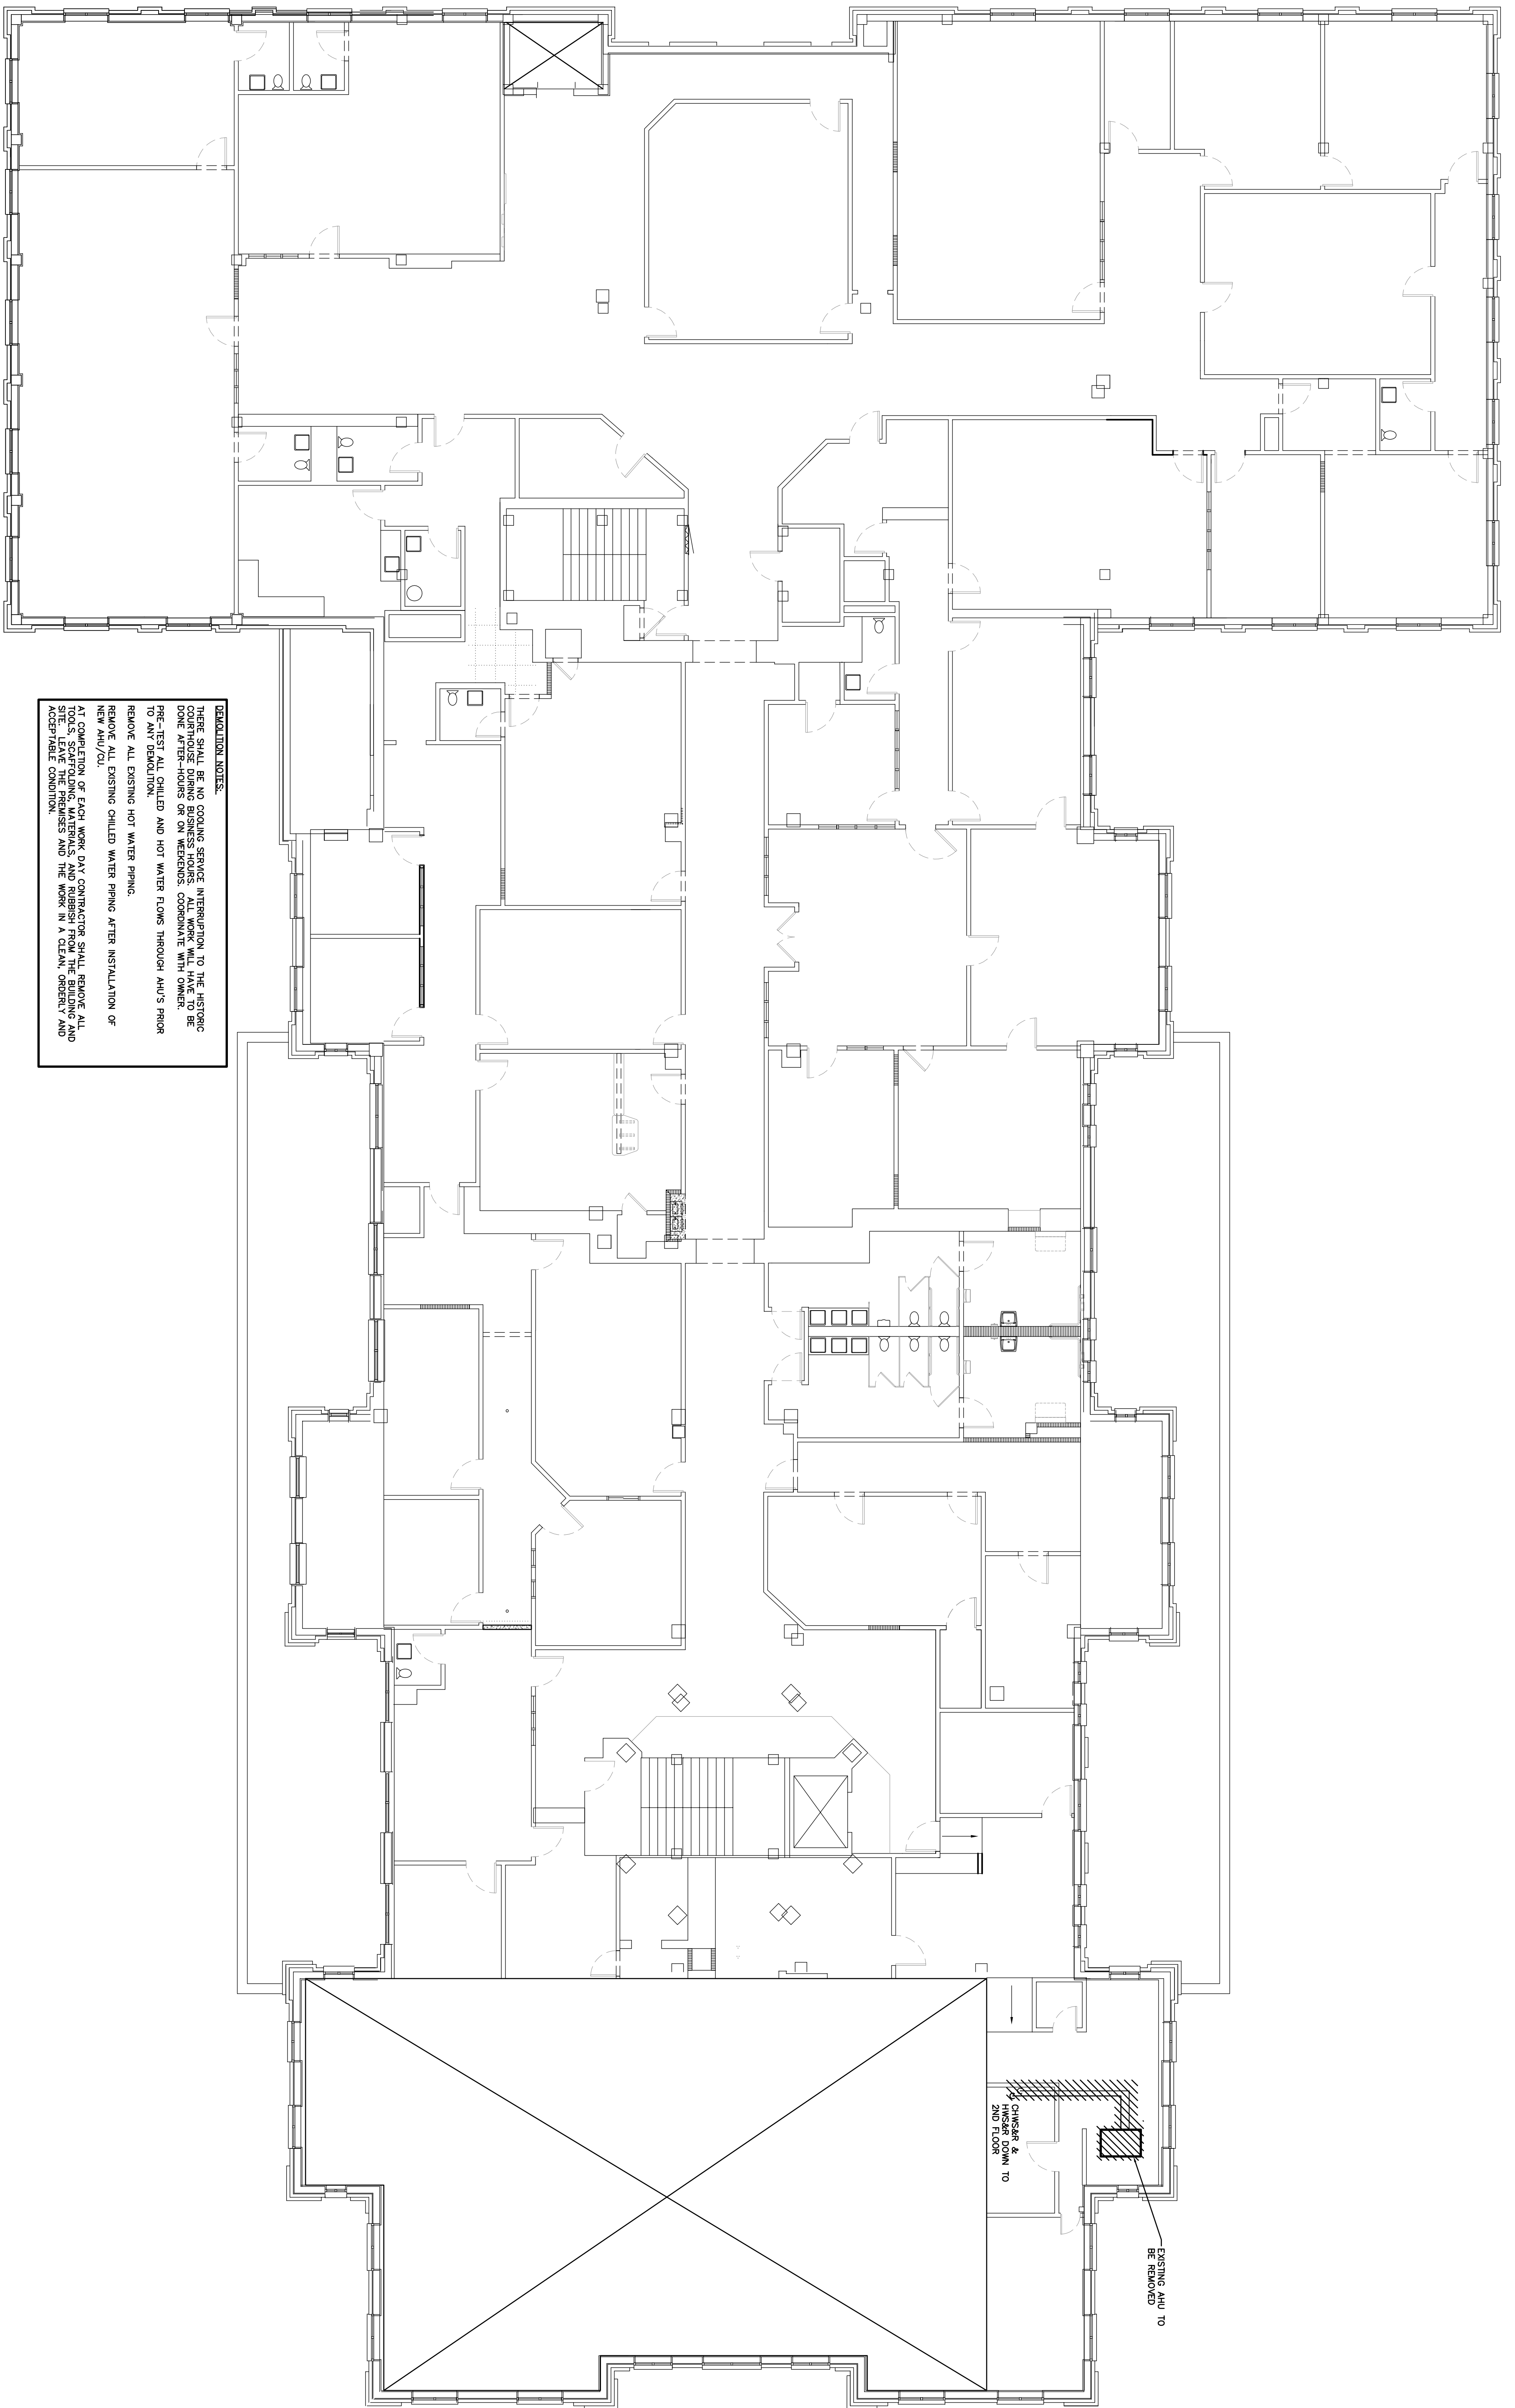 DEMOLITION NOTES:
THERE SHALL BE NO COOLING SERVICE INTERRUPTION TO THE HISTORIC
COURTHOUSE DURING BUSINESS HOURS. ALL WORK WILL HAVE TO BE
DONE AFTER-HOURS OR ON WEEKENDS. COORDINATE WITH OWNER.
PRE-TEST ALL CHILLED AND HOT WATER FLOWS THROUGH AHU'S PRIOR
TO ANY DEMOLITION.
REMOVE ALL EXISTING HOT WATER PIPING.
REMOVE ALL EXISTING CHILLED WATER PIPING AFTER INSTALLATION OF
NEW AHU/CU.
AT COMPLETION OF EACH WORK DAY CONTRACTOR SHALL REMOVE ALL
TOOLS, SCAFFOLDING, MATERIALS, AND RUBBISH FROM THE BUILDING AND
SITE. LEAVE THE PREMISES AND THE WORK IN A CLEAN, ORDERLY AND
ACCEPTABLE CONDITION.
CHWS&R &
HWS&R DOWN TO
2ND FLOOR
EXISTING AHU TO
BE REMOVED